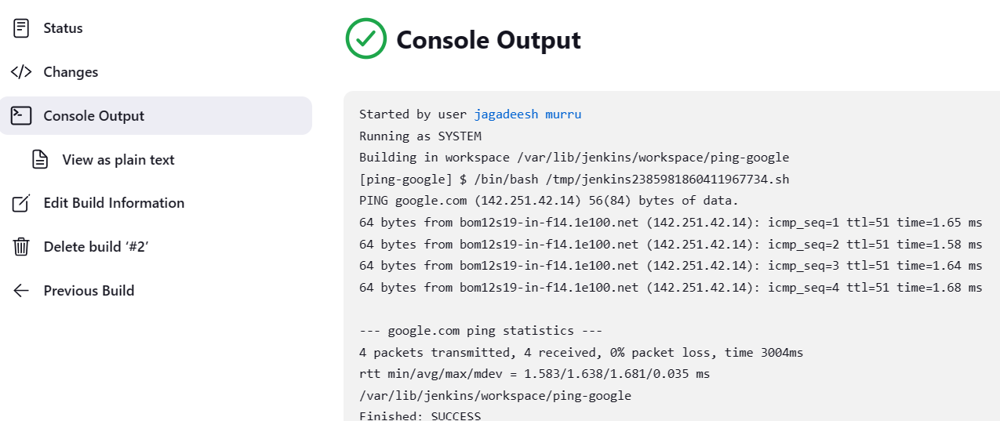 Status
Changes
Console Output
View as plain text
Edit Build Information
Delete build ‘#2’
Previous Build
Console Output
Started by user jagadeesh murru
Running as SYSTEM
Building in workspace /var/lib/jenkins/workspace/ping-google
[ping-google] $ /bin/bash /tmp/jenkins2385981860411967734.sh
PING google.com (142.251.42.14) 56(84) bytes of data.
64 bytes from bom12s19-in-f14.1e100.net (142.251.42.14): icmp_seq=1 ttl=51 time=1.65 ms
64 bytes from bom12s19-in-f14.1e100.net (142.251.42.14): icmp_seq=2 ttl=51 time=1.58 ms
64 bytes from bom12s19-in-f14.1e100.net (142.251.42.14): icmp_seq=3 ttl=51 time=1.64 ms
64 bytes from bom12s19-in-f14.1e100.net (142.251.42.14): icmp_seq=4 ttl=51 time=1.68 ms
--- google.com ping statistics ---
4 packets transmitted, 4 received, 0% packet loss, time 3004ms
rtt min/avg/max/mdev = 1.583/1.638/1.681/0.035 ms
/var/lib/jenkins/workspace/ping-google
Finished: SUCCESS